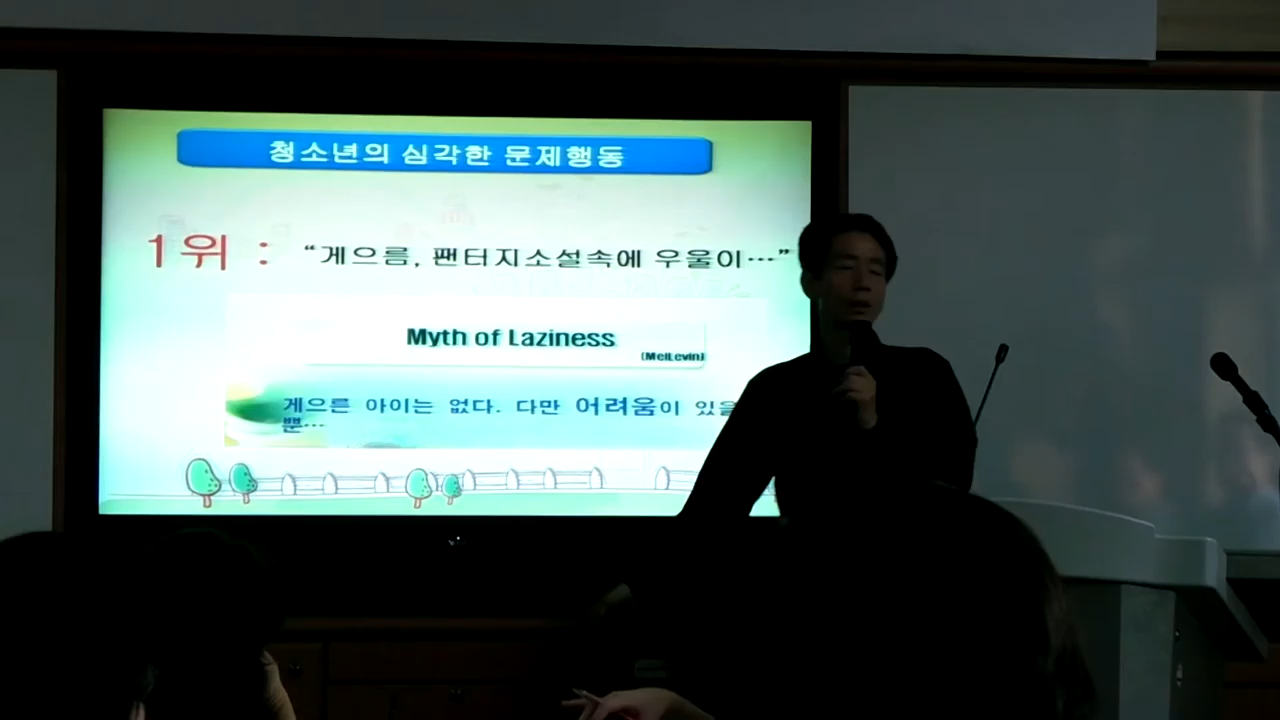 청소년의 심각한 문제행동
1위 : “게으름, 팬터지소설속에 우울이…”
Myth of Laziness
(MelLevin)
게으른 아이는 없다. 다만 어려움이 있을
뿐…